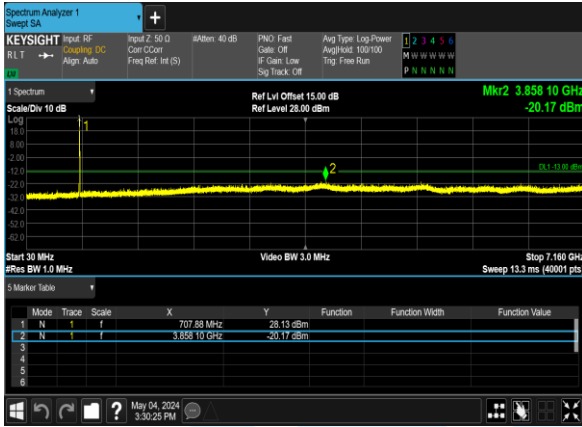 Spectrum Analyzer 1
Swept SA
+
KEYSIGHT Input: RF Input Z: 50 Ω #Atten: 40 dB PNO: Fast Avg Type: Log-Power 1 2 3 4 5 6
RLT Coupling: DC Corr CCorr Gate: Off Avg|Hold: 100/100 M W W W W W
Align: Auto Freq Ref: Int (S) IF Gain: Low Trig: Free Run
Sig Track: Off P N N N N N
LV
1 Spectrum Ref Lvl Offset 15.00 dB Mkr2 3.858 10 GHz
Scale/Div 10 dB Ref Level 28.00 dBm -20.17 dBm
Log
1
18.0
8.00
-2.00
-12.0 2 DL1 -13.00 dBm
-22.0
-32.0
-42.0
-52.0
-62.0
Start 30 MHz Video BW 3.0 MHz Stop 7.160 GHz
#Res BW 1.0 MHz Sweep 13.3 ms (40001 pts
5 Marker Table
Mode Trace Scale X Y Function Function Width Function Value
1 N 1 f 707.88 MHz 28.13 dBm
2 N 1 f 3.858 10 GHz -20.17 dBm
3
4
5
6
? May 04, 2024
3:30:25 PM